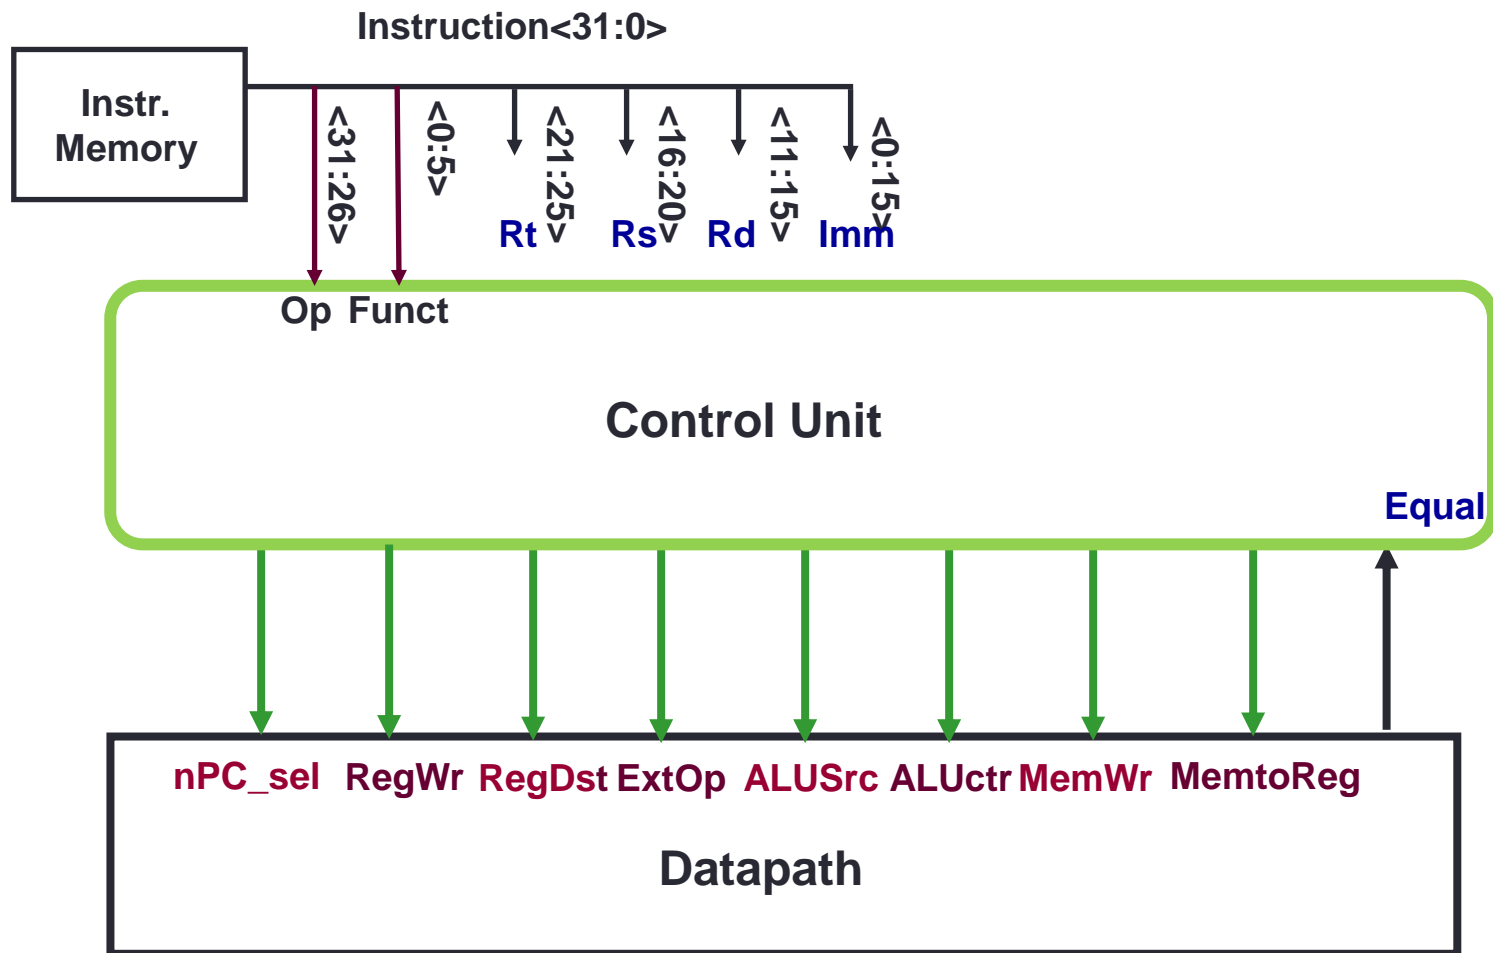 Instruction<31:0>
Instr.
Memory
<31:26>
<0:5>
<21:25>
<16:20>
<11:15>
<0:15>
Rt
Rs
Rd
Imm
Op Funct
Control Unit
Equal
nPC_sel RegWr RegDst ExtOp ALUSrc ALUctr MemWr MemtoReg
Datapath